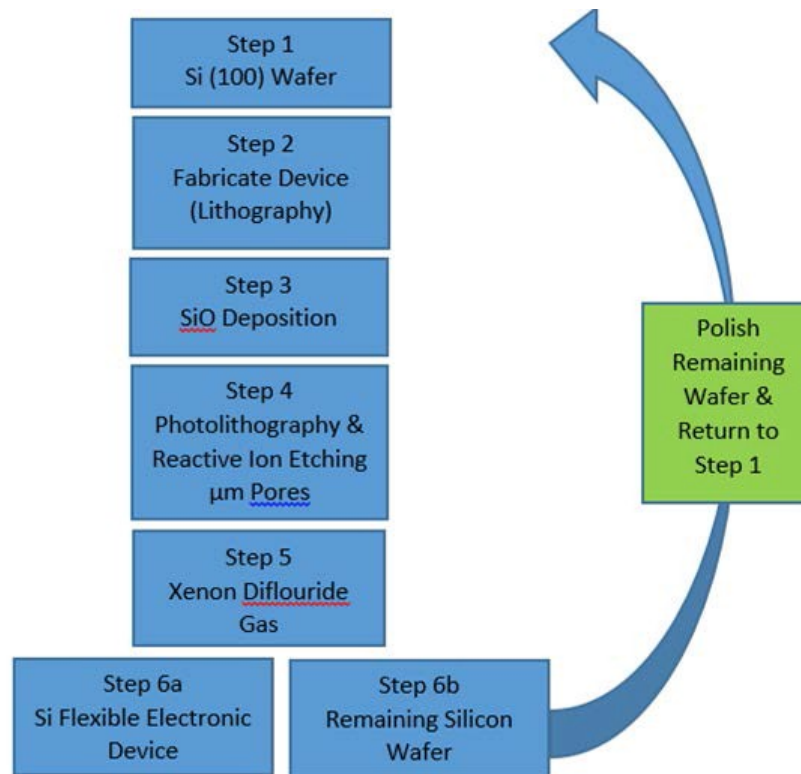 Step 1
Si (100) Wafer
Step 2
Fabricate Device
(Lithography)
Step 3
SiO Deposition
Step 4
Photolithography &
Reactive Ion Etching
µm Pores
Step 5
Xenon Diflouride
Gas
Step 6a
Si Flexible Electronic
Device
Step 6b
Remaining Silicon
Wafer
Polish
Remaining
Wafer &
Return to
Step 1